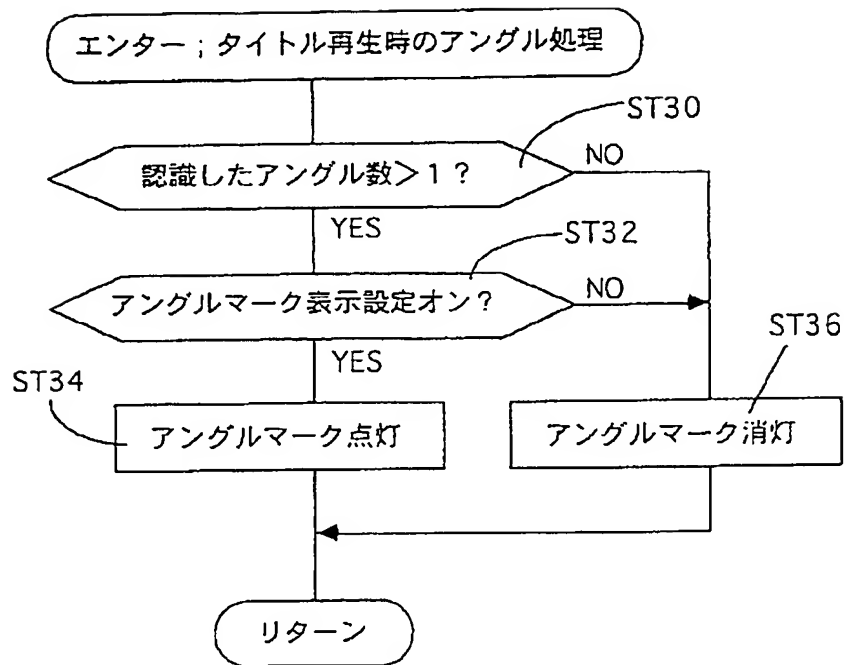 エンター；タイトル再生時のアングル処理
ST30
認識したアングル数＞1？
NO
YES
ST32
アングルマーク表示設定オン？
NO
YES
ST34
ST36
アングルマーク点灯
アングルマーク消灯
リターン